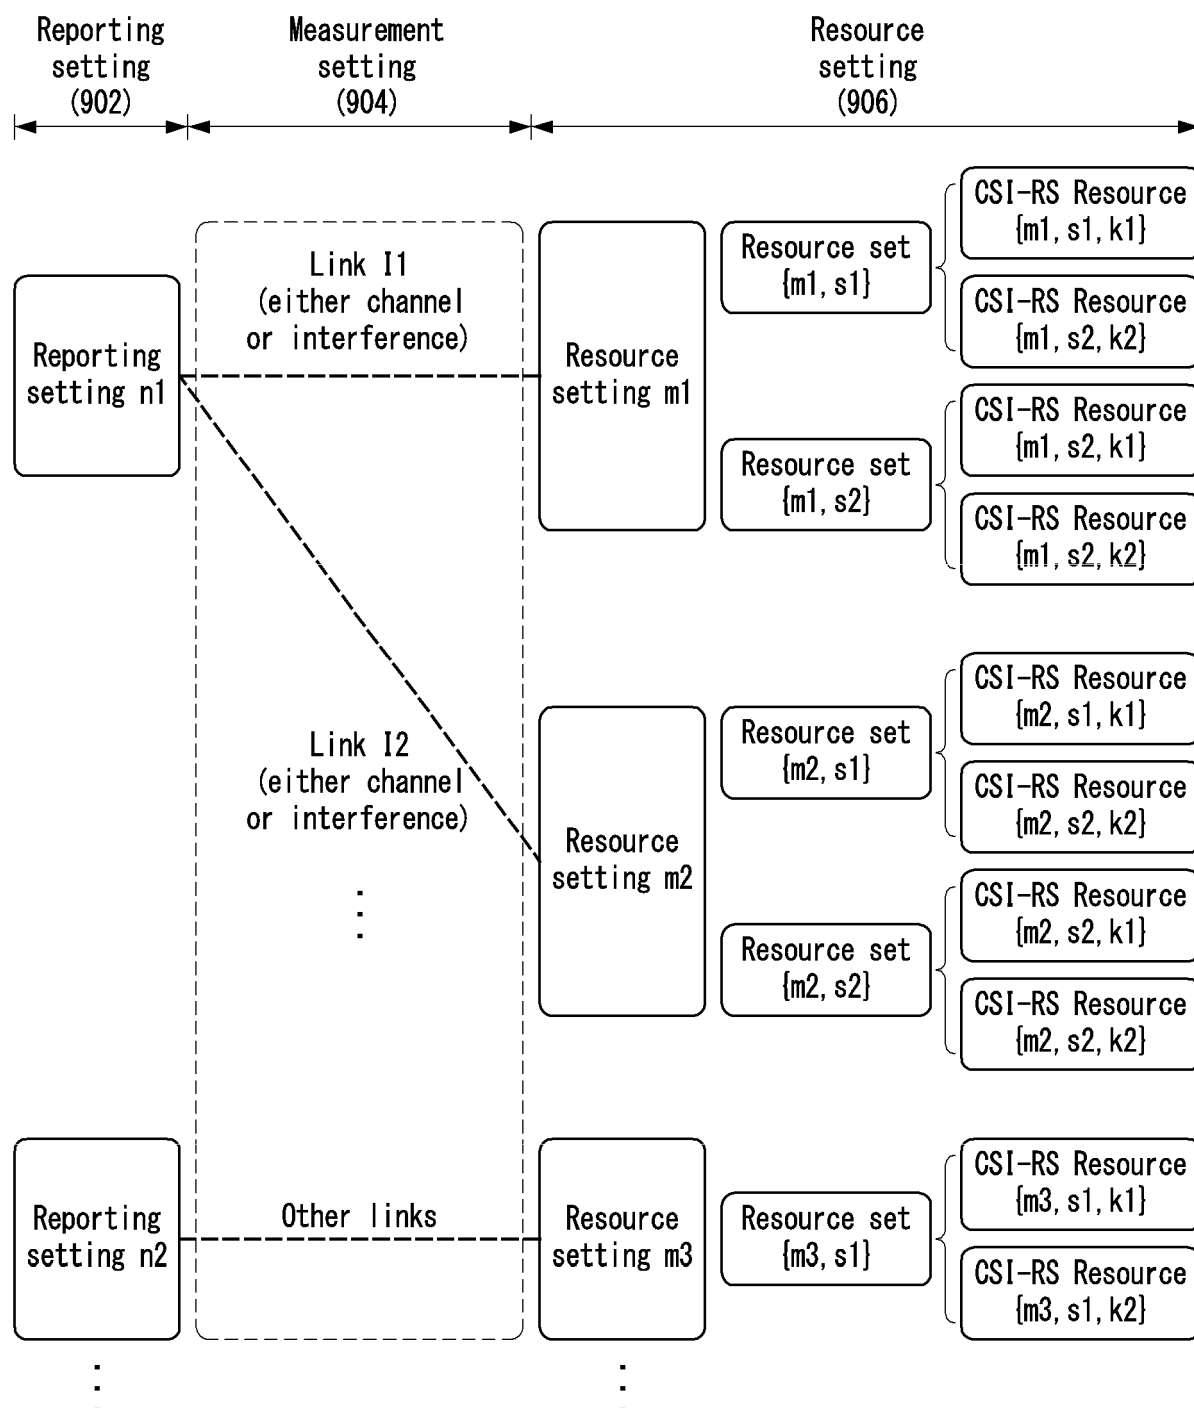 Reporting
setting
(902)
Measurement
setting
(904)
Resource
setting
(906)
Reporting
setting n1
Link I1
(either channel
or interference)
Resource
setting m1
Resource set
{m1, s1}
CSI-RS Resource
{m1, s1, k1}
CSI-RS Resource
{m1, s2, k2}
Resource set
{m1, s2}
CSI-RS Resource
{m1, s2, k1}
CSI-RS Resource
{m1, s2, k2}
Link I2
(either channel
or interference)
Resource
setting m2
Resource set
{m2, s1}
CSI-RS Resource
{m2, s1, k1}
CSI-RS Resource
{m2, s2, k2}
Resource set
{m2, s2}
CSI-RS Resource
{m2, s2, k1}
CSI-RS Resource
{m2, s2, k2}
Reporting
setting n2
Other links
Resource
setting m3
Resource set
{m3, s1}
CSI-RS Resource
{m3, s1, k1}
CSI-RS Resource
{m3, s1, k2}